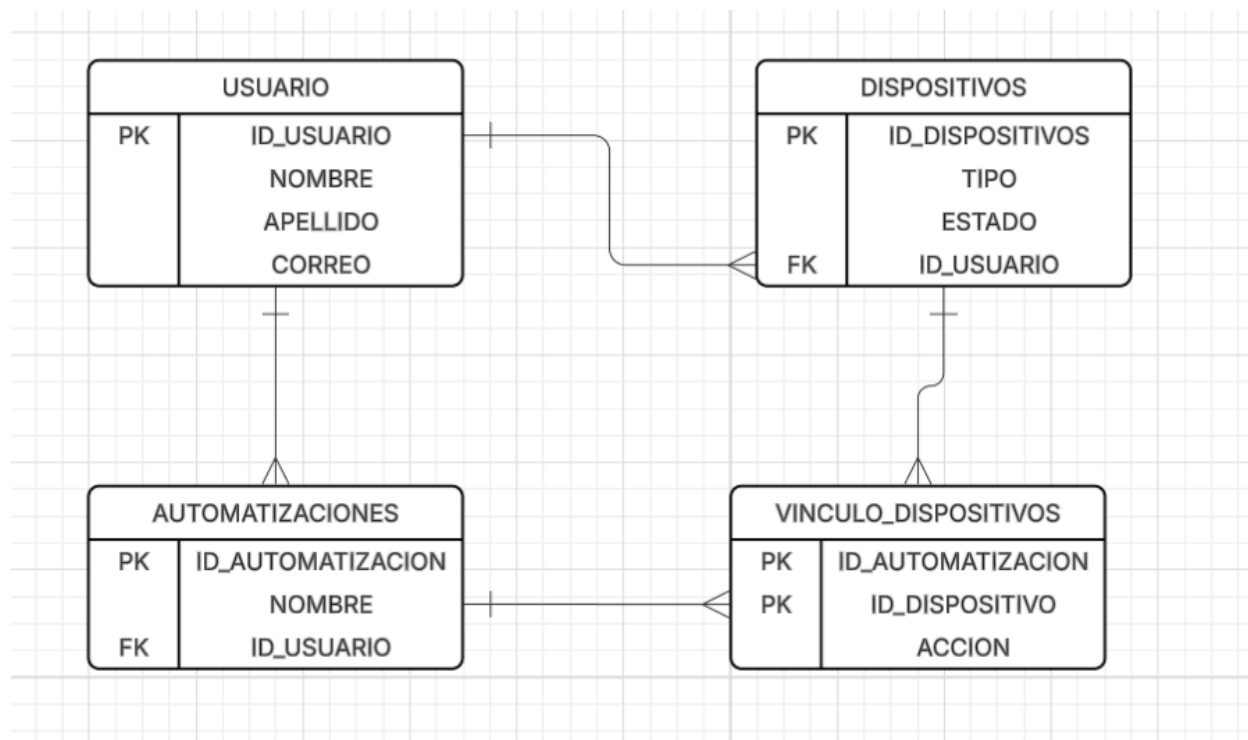 USUARIO
PK ID_USUARIO
NOMBRE
APELLIDO
CORREO
DISPOSITIVOS
PK ID_DISPOSITIVOS
TIPO
ESTADO
FK ID_USUARIO
AUTOMATIZACIONES
PK ID_AUTOMATIZACION
NOMBRE
FK ID_USUARIO
VINCULO_DISPOSITIVOS
PK ID_AUTOMATIZACION
PK ID_DISPOSITIVO
ACCION